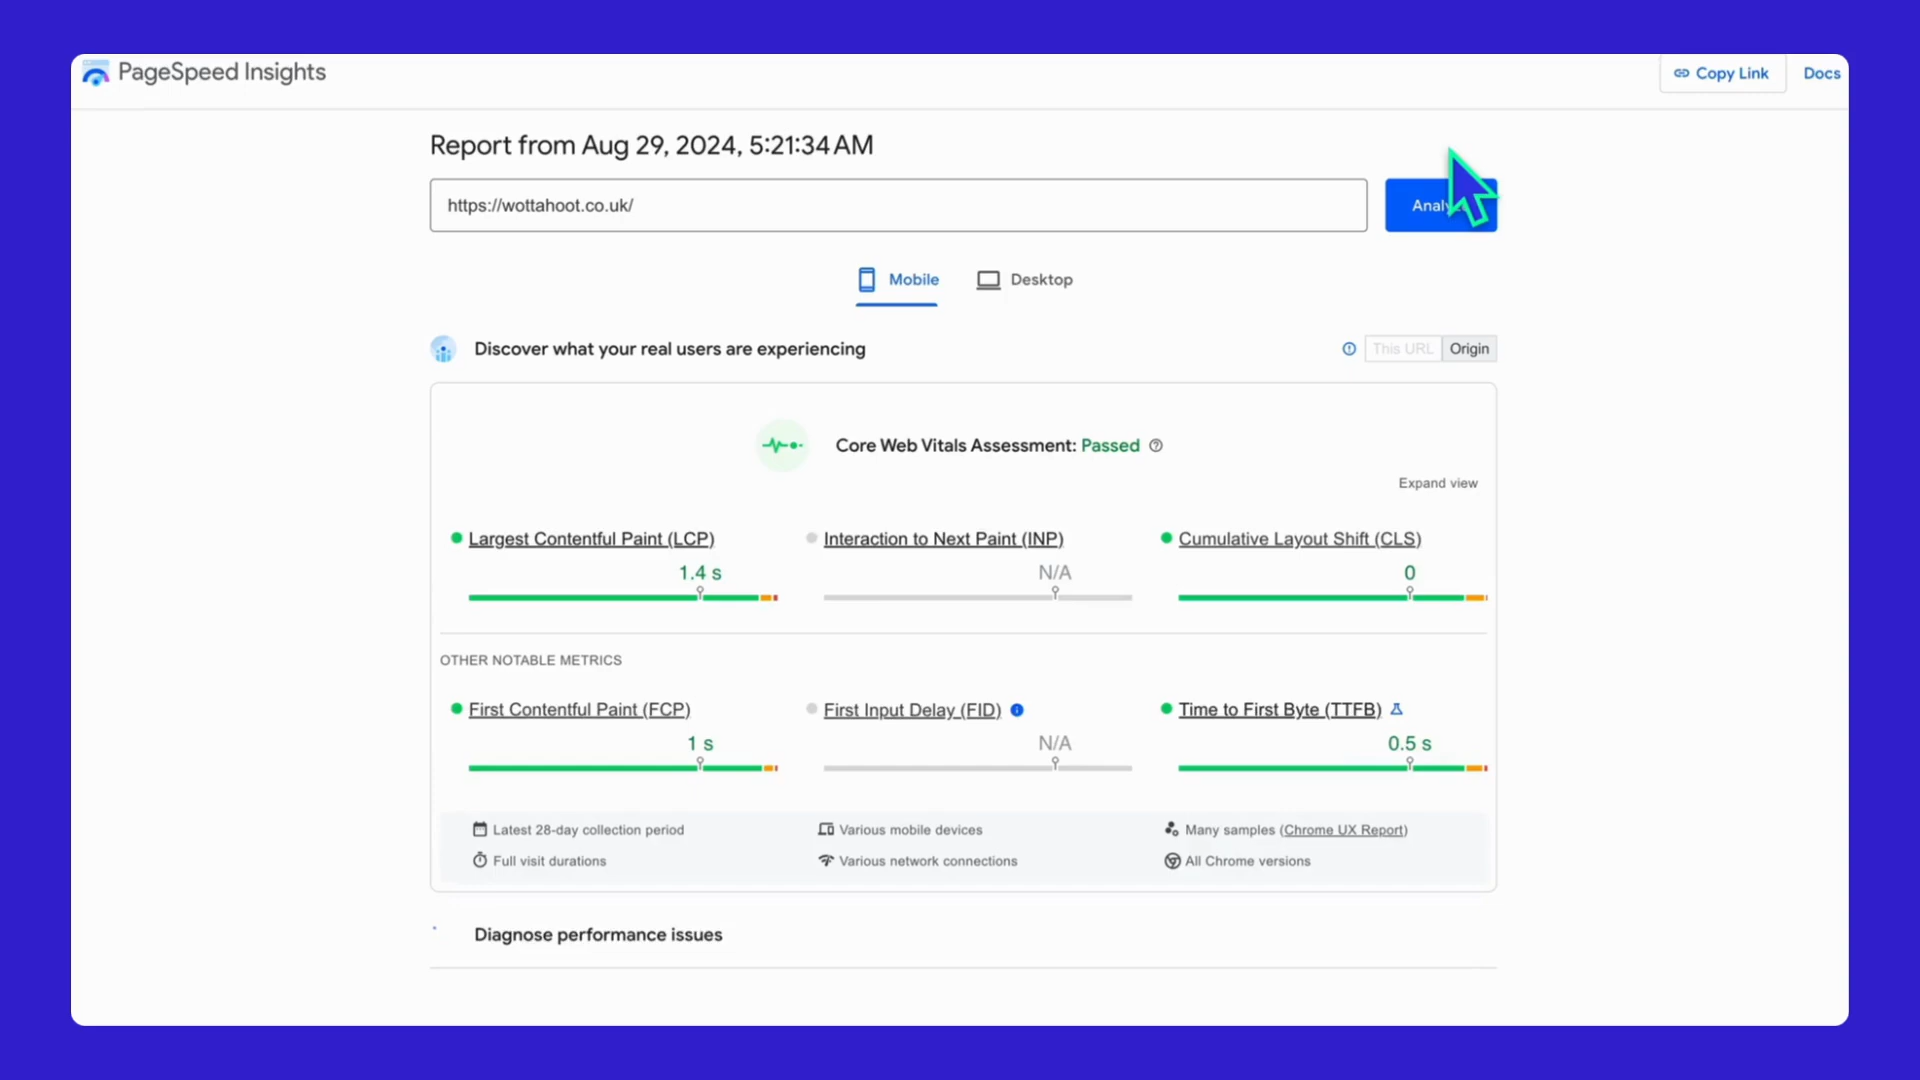 PageSpeed Insights
Copy Link
Docs
Report from Aug 29, 2024, 5:21:34 AM
https://wottahoot.co.uk/
Mobile
Desktop
Discover what your real users are experiencing
This URL
Origin
Core Web Vitals Assessment: Passed
Expand view
Largest Contentful Paint (LCP)
1.4 s
Interaction to Next Paint (INP)
N/A
Cumulative Layout Shift (CLS)
0
OTHER NOTABLE METRICS
First Contentful Paint (FCP)
1 s
First Input Delay (FID)
N/A
Time to First Byte (TTFB)
0.5 s
Latest 28-day collection period
Various mobile devices
Many samples (Chrome UX Report)
Full visit durations
Various network connections
All Chrome versions
Diagnose performance issues